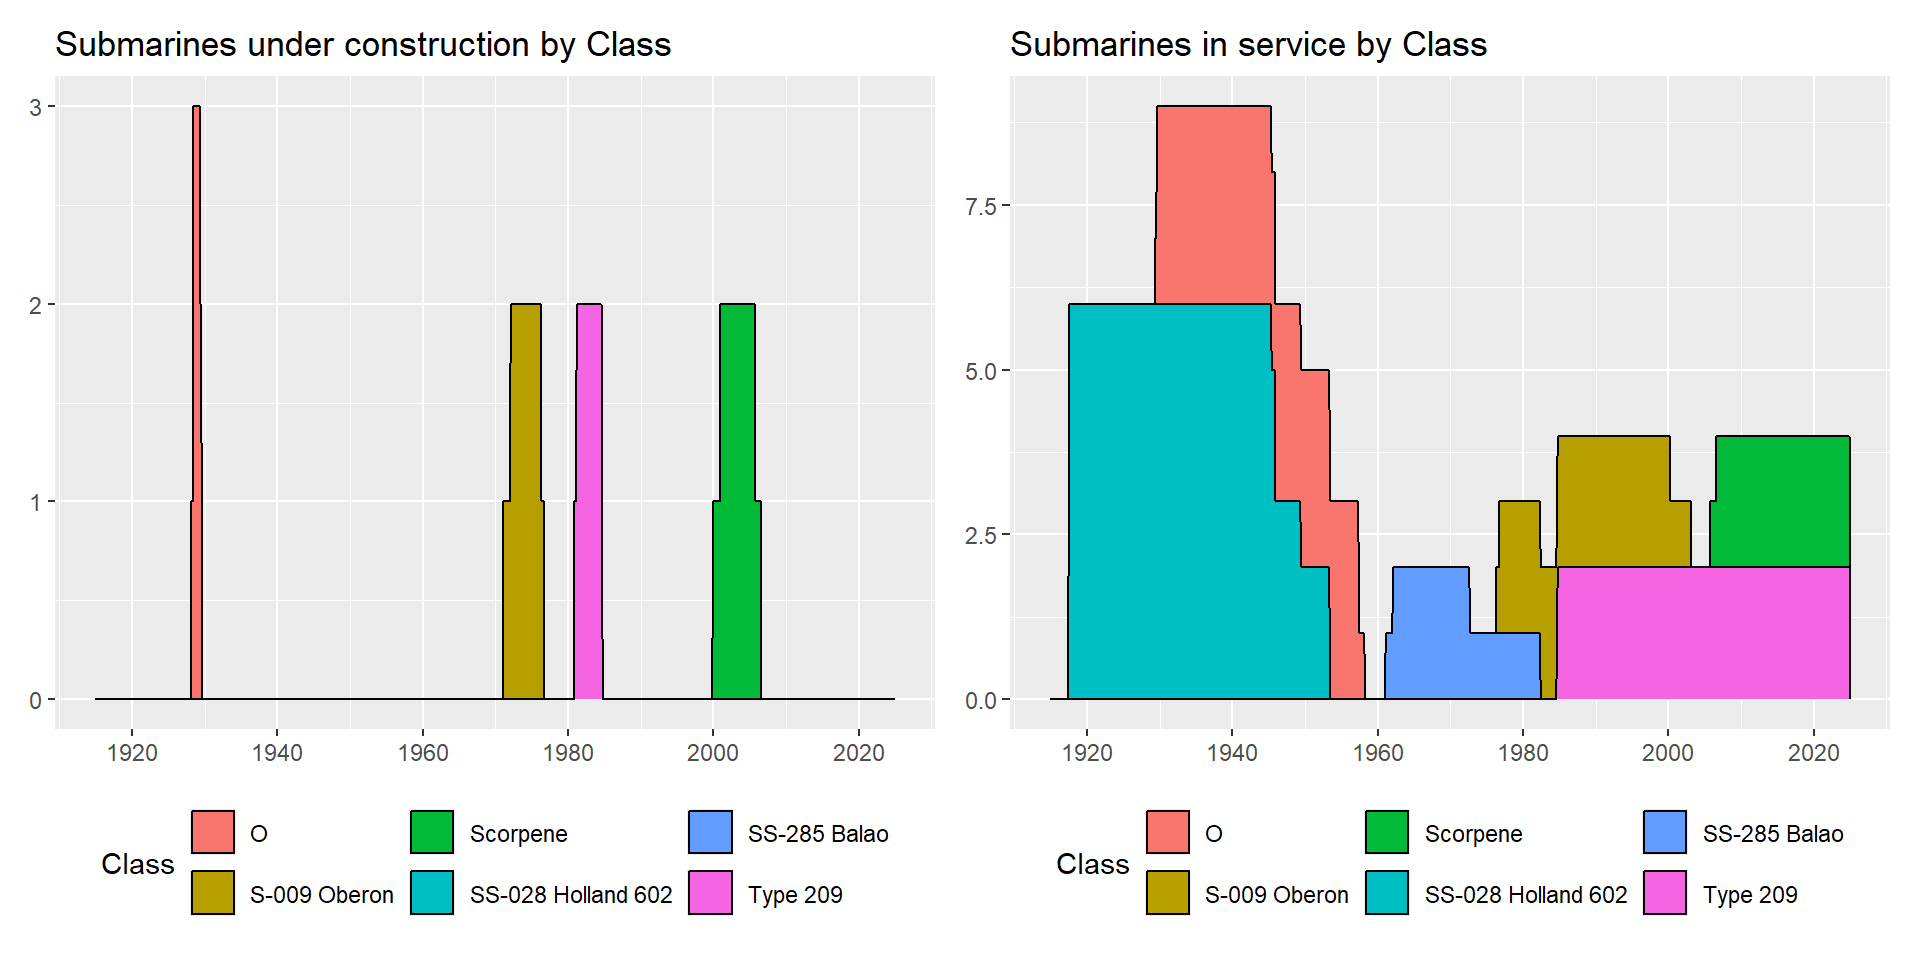 Submarines under construction by Class
3
2
1
0
1920 1940 1960 1980 2000 2020
Class
O
Scorpene
SS-285 Balao
S-009 Oberon
SS-028 Holland 602
Type 209
Submarines in service by Class
7.5
5.0
2.5
0.0
1920 1940 1960 1980 2000 2020
Class
O
Scorpene
SS-285 Balao
S-009 Oberon
SS-028 Holland 602
Type 209